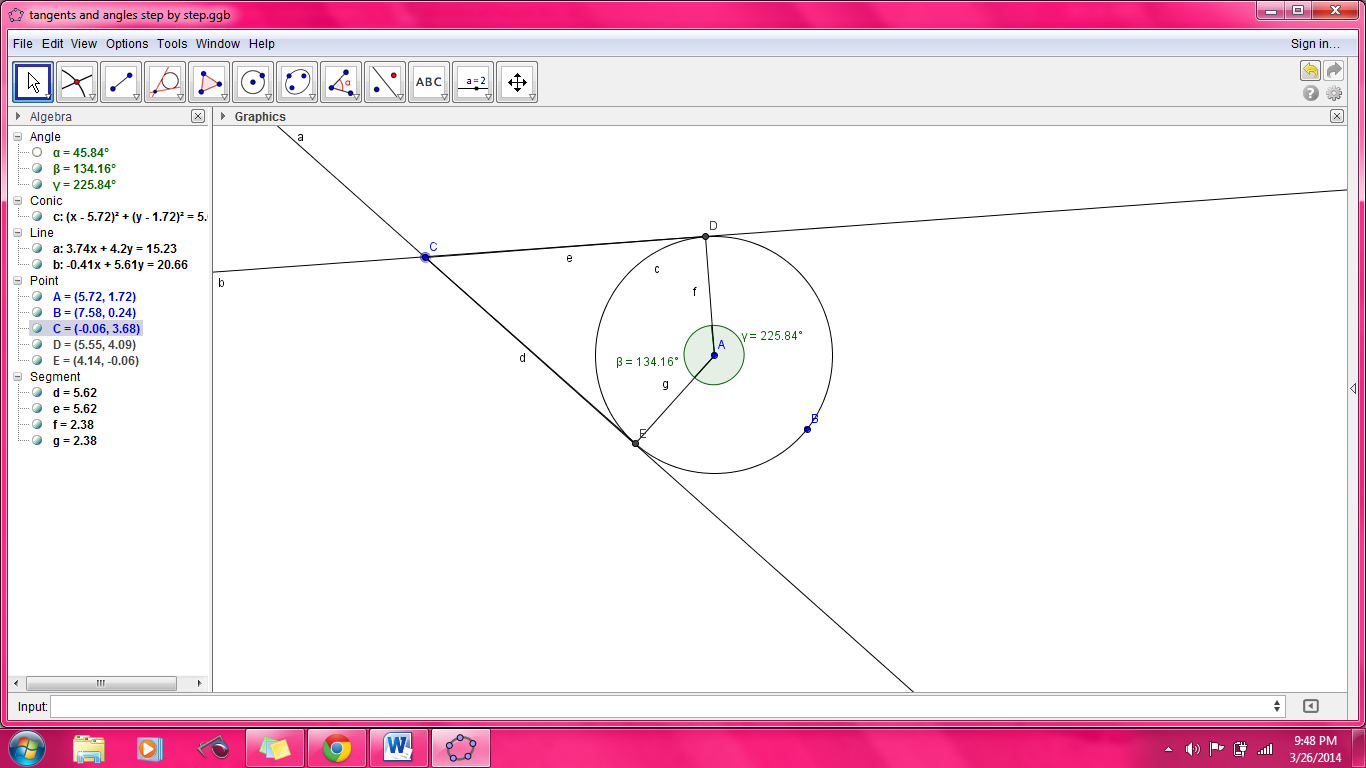 tangents and angles step by step.ggb
File Edit View Options Tools Window Help Sign in...
α ABC a=2
Algebra
Graphics
Angle
α = 45.84°
β = 134.16°
γ = 225.84°
Conic
c: (x - 5.72)² + (y - 1.72)² = 5.
Line
a: 3.74x + 4.2y = 15.23
b: -0.41x + 5.61y = 20.66
Point
A = (5.72, 1.72)
B = (7.58, 0.24)
C = (-0.06, 3.68)
D = (5.55, 4.09)
E = (4.14, -0.06)
Segment
d = 5.62
e = 5.62
f = 2.38
g = 2.38
a
D
C
e
c
b
f
γ = 225.84°
A
d
β = 134.16°
g
B
E
Input:
9:48 PM
3/26/2014